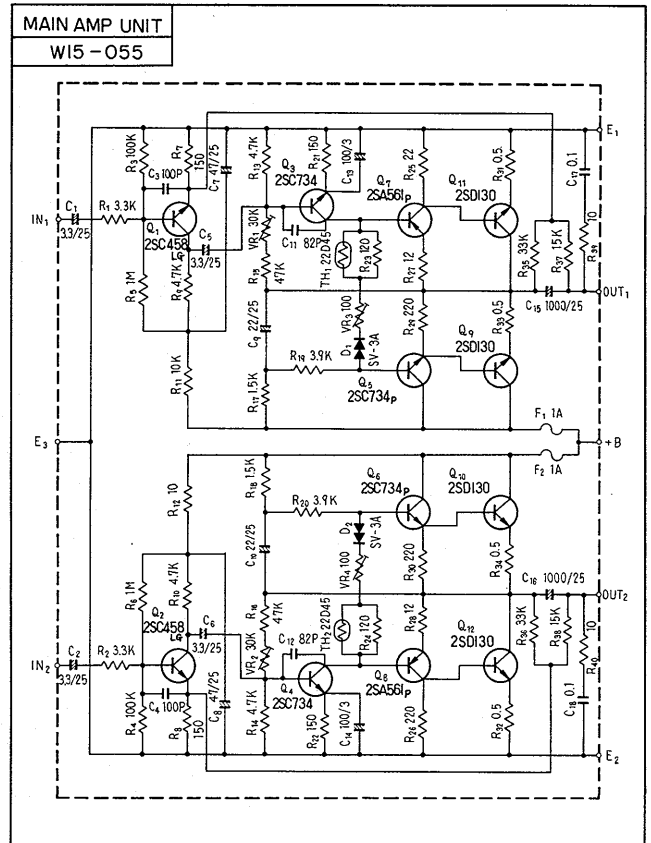 MAIN AMP UNIT
W15-055
E₁
R₃ 100K
R₇ 150
C₃ 100P
C₇ 47/25
R₁₃ 4.7K
Q₃ 2SC734
R₂₁ 150
C₁₃ 100/3
Q₇ 2SA561P
R₂₅ 22
Q₁₁ 2SD130
R₃₁ 0.5
C₁₇ 0.1
IN₁
C₁ 3.3/25
R₁ 3.3K
Q₁ 2SC458 LG
C₅ 3.3/25
VR₁ 30K
C₁₁ 82P
TH₁ 22D45
R₂₃ 120
R₂₇ 12
R₃₅ 33K
R₃₇ 15K
R₃₉ 10
R₅ 1M
R₉ 4.7K
R₁₅ 47K
C₁₅ 1000/25
OUT₁
C₉ 22/25
VR₃ 100
D₁ SV-3A
R₂₉ 220
Q₉ 2SD130
R₃₃ 0.5
R₁₁ 10K
R₁₉ 3.9K
R₁₇ 1.5K
Q₅ 2SC734P
F₁ 1A
E₃
+B
F₂ 1A
R₁₂ 10
R₁₈ 1.5K
R₂₀ 3.9K
Q₆ 2SC734P
Q₁₀ 2SD130
D₂ SV-3A
C₁₀ 22/25
VR₄ 100
R₃₀ 220
R₃₄ 0.5
C₁₆ 1000/25
OUT₂
R₆ 1M
R₁₀ 4.7K
Q₂ 2SC458 LG
C₆ 3.3/25
R₁₆ 47K
VR₂ 30K
C₁₂ 82P
TH₂ 22D45
R₂₄ 120
R₂₈ 12
Q₁₂ 2SD130
R₃₆ 33K
R₃₈ 15K
R₄₀ 10
IN₂
C₂ 3.3/25
R₂ 3.3K
Q₄ 2SC734
Q₈ 2SA561P
R₄ 100K
C₄ 100P
R₈ 150
C₈ 47/25
R₁₄ 4.7K
R₂₂ 150
C₁₄ 100/3
R₂₆ 220
R₃₂ 0.5
C₁₈ 0.1
E₂